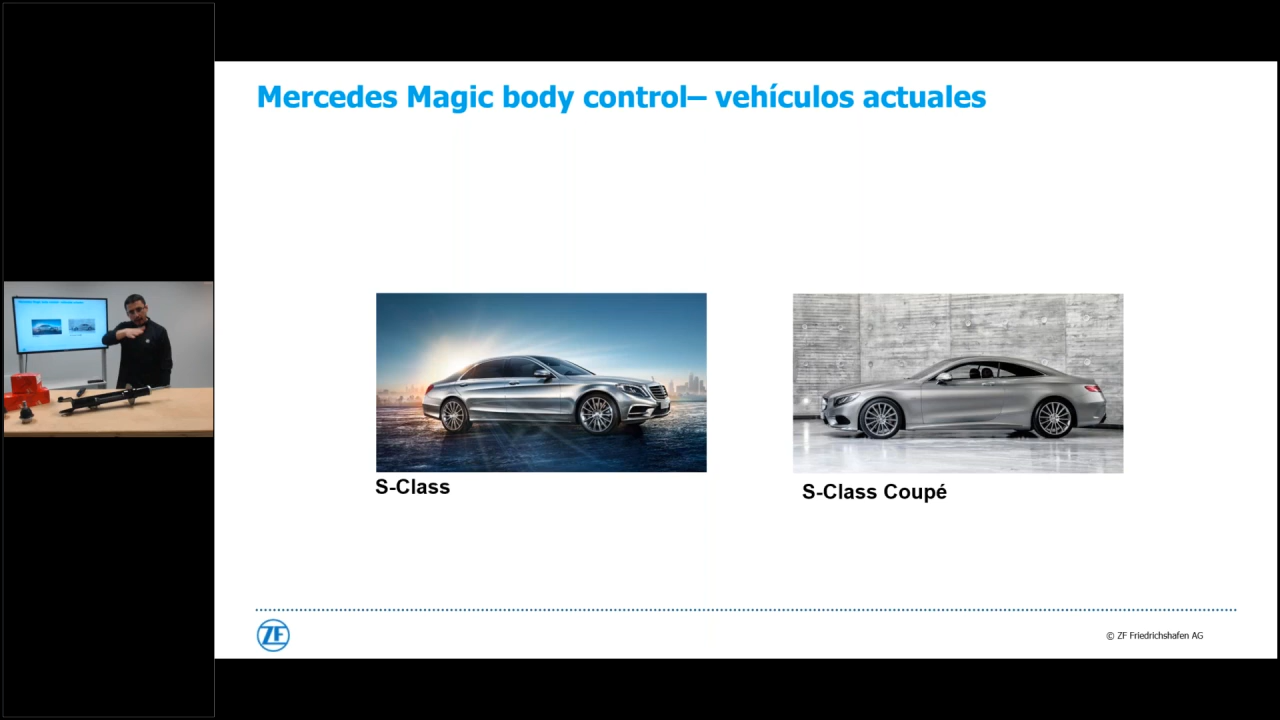 Mercedes Magic body control– vehículos actuales
S-Class
S-Class Coupé
ZF
© ZF Friedrichshafen AG